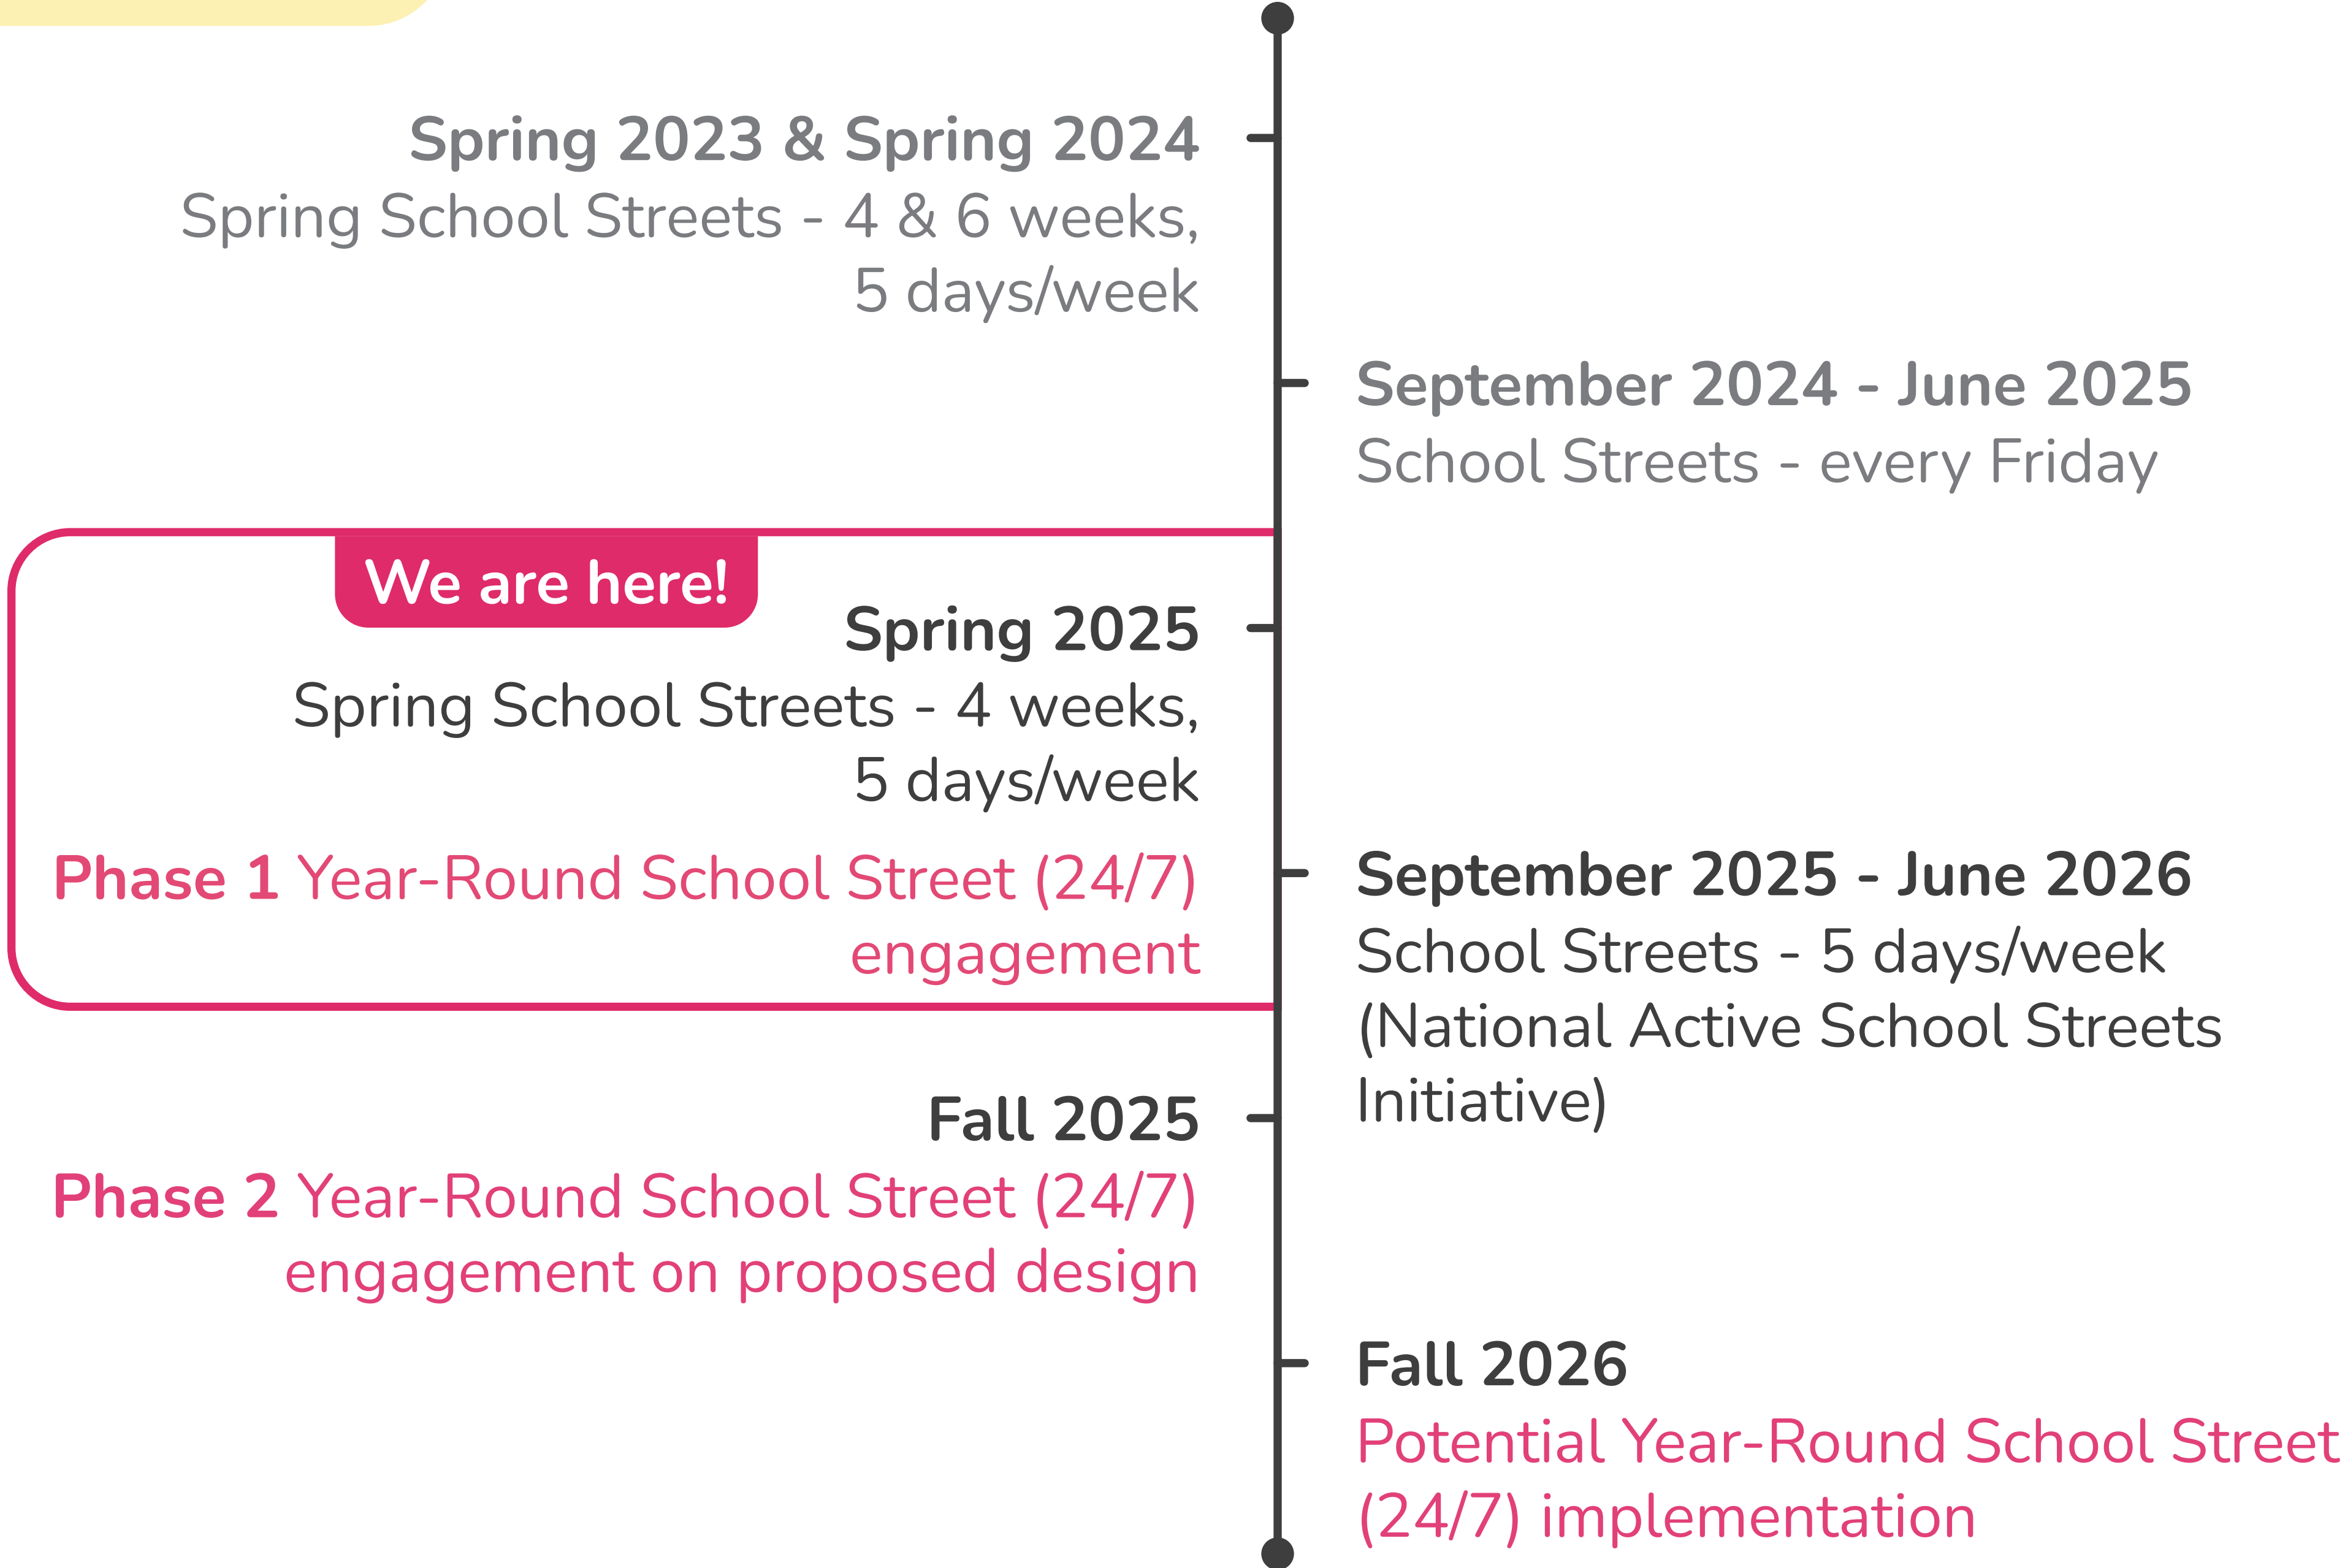 Spring 2023 & Spring 2024
Spring School Streets - 4 & 6 weeks,
5 days/week
September 2024 - June 2025
School Streets - every Friday
We are here!
Spring 2025
Spring School Streets - 4 weeks,
5 days/week
Phase 1 Year-Round School Street (24/7)
engagement
September 2025 - June 2026
School Streets - 5 days/week
(National Active School Streets
Initiative)
Fall 2025
Phase 2 Year-Round School Street (24/7)
engagement on proposed design
Fall 2026
Potential Year-Round School Street
(24/7) implementation